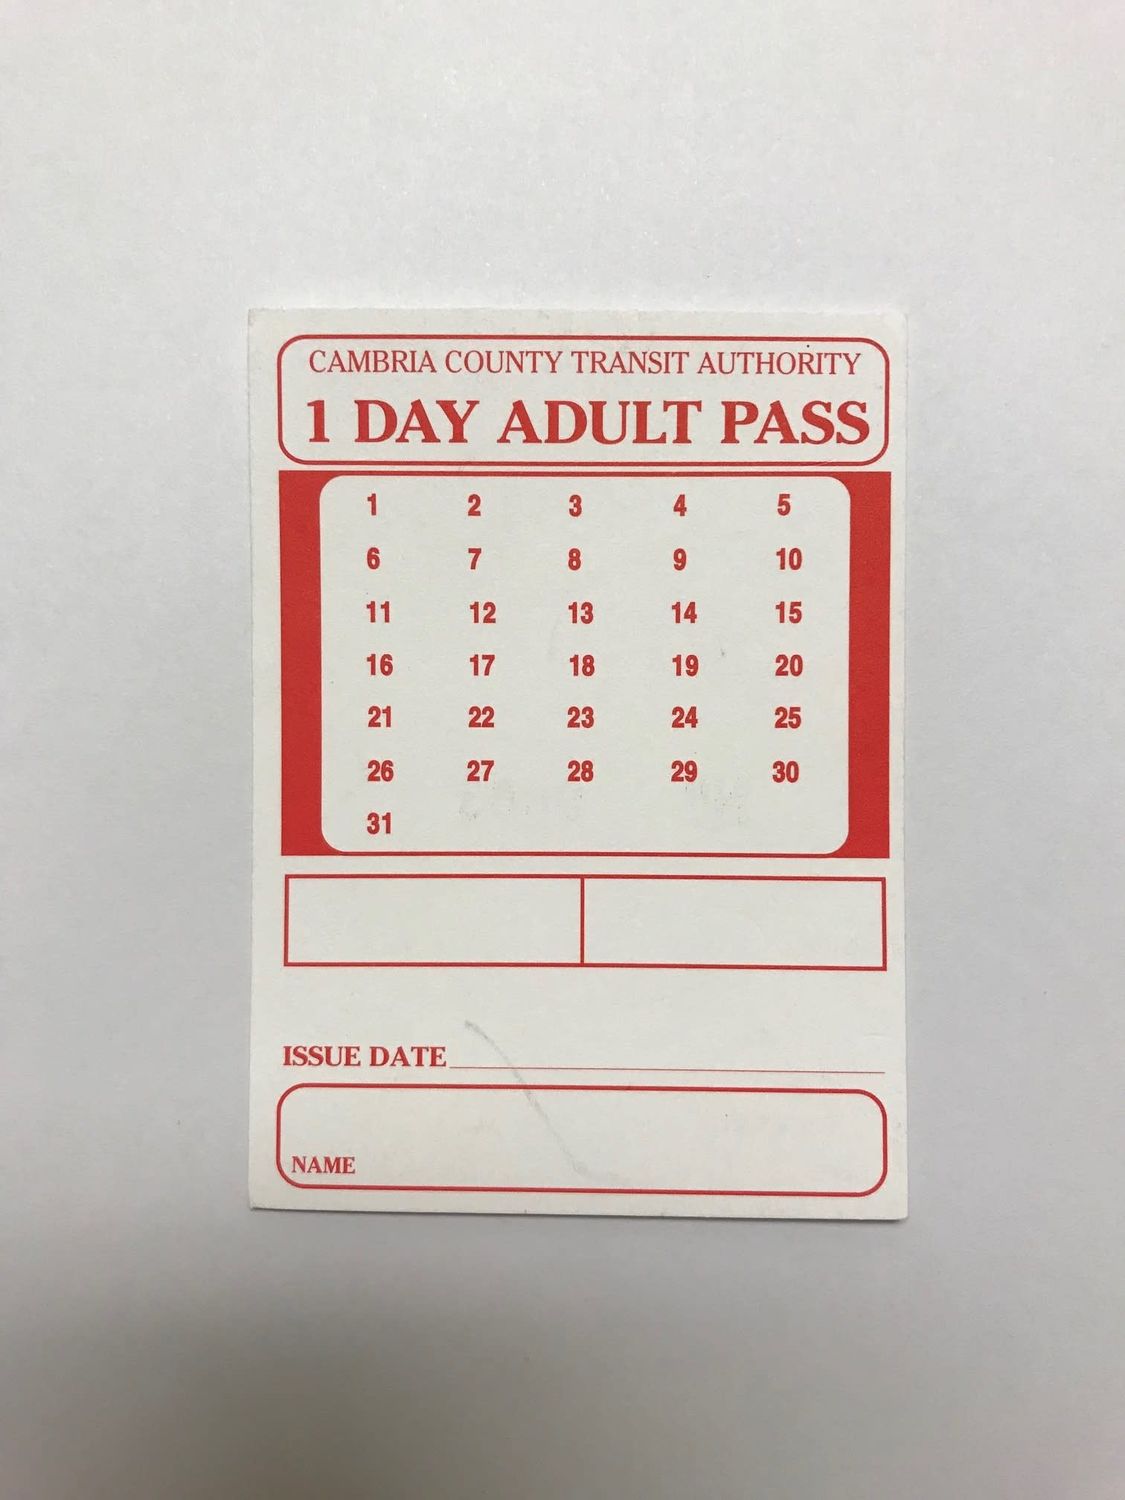 CAMBRIA COUNTY TRANSIT AUTHORITY
1 DAY ADULT PASS
1 2 3 4 5
6 7 8 9 10
11 12 13 14 15
16 17 18 19 20
21 22 23 24 25
26 27 28 29 30
31
ISSUE DATE
NAME